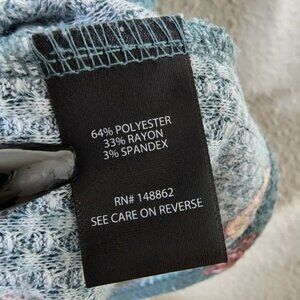 64% POLYESTER
33% RAYON
3% SPANDEX
RN# 148862
SEE CARE ON REVERSE